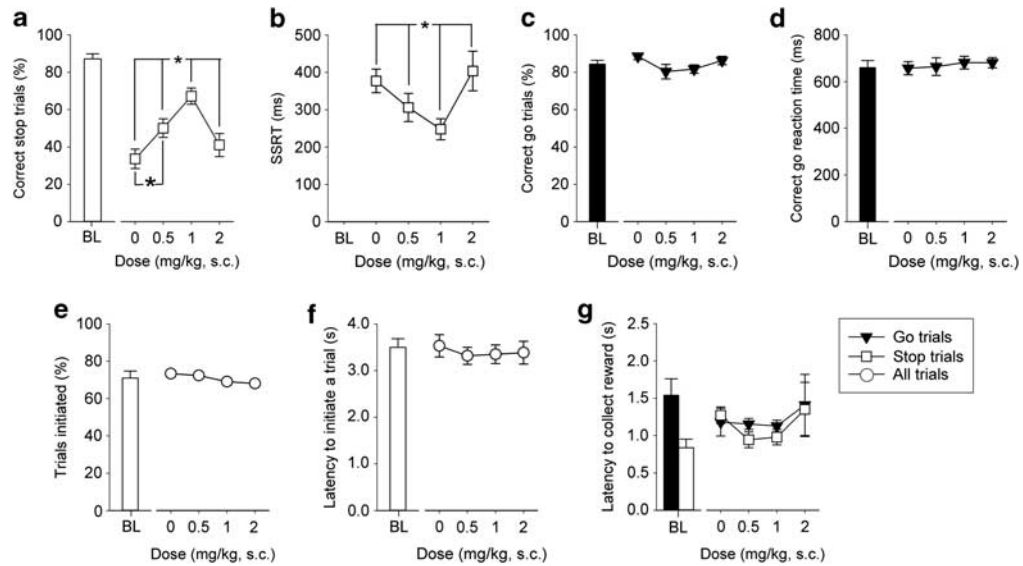 a
Correct stop trials (%)
100
80
60
40
20
0
*
*
BL
0 0.5 1 2
Dose (mg/kg, s.c.)
b
SSRT
(ms)
500
400
300
200
0
*
BL
0 0.5 1 2
Dose (mg/kg, s.c.)
c
Correct go trials (%)
100
80
60
40
20
0
BL
0 0.5 1 2
Dose (mg/kg, s.c.)
d
Correct go reaction time (ms)
800
600
400
200
0
BL
0 0.5 1 2
Dose (mg/kg, s.c.)
e
Trials initiated (%)
100
80
60
40
20
0
BL
0 0.5 1 2
Dose (mg/kg, s.c.)
f
Latency to initiate a trial (s)
4.0
3.0
2.0
1.0
0.0
BL
0 0.5 1 2
Dose (mg/kg, s.c.)
g
Latency to collect reward (s)
2.5
2.0
1.5
1.0
0.5
0.0
BL
0 0.5 1 2
Dose (mg/kg, s.c.)
Go trials
Stop trials
All trials